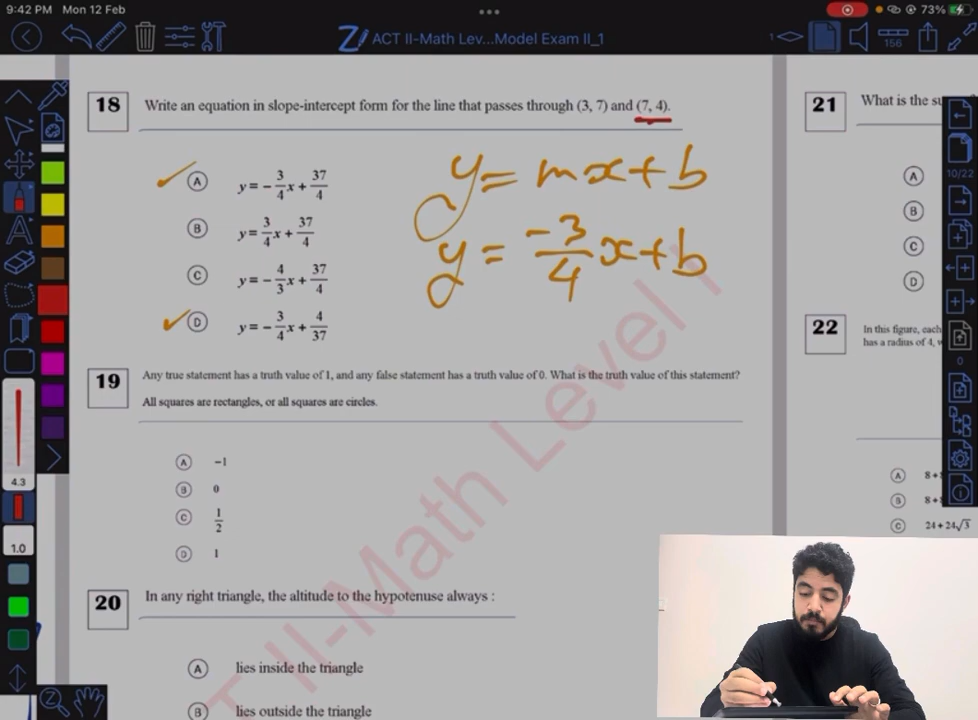 9:42 PM Mon 12 Feb
73%
ACT II-Math Lev...Model Exam II_1
1
156
18 Write an equation in slope-intercept form for the line that passes through (3, 7) and (7, 4).
A y = -3/4x + 37/4
B y = 3/4x + 37/4
C y = -4/3x + 37/4
D y = -3/4x + 4/37
y = mx + b
y = -3/4 x + b
19 Any true statement has a truth value of 1, and any false statement has a truth value of 0. What is the truth value of this statement?
All squares are rectangles, or all squares are circles.
A -1
B 0
C 1/2
D 1
20 In any right triangle, the altitude to the hypotenuse always :
A lies inside the triangle
B lies outside the triangle
21 What is the su
A
B
C
D
22 In this figure, each
has a radius of 4, w
A 8+
B 8+
C 24+24√3
10/22
0
4.3
1.0
T II-Math Level I